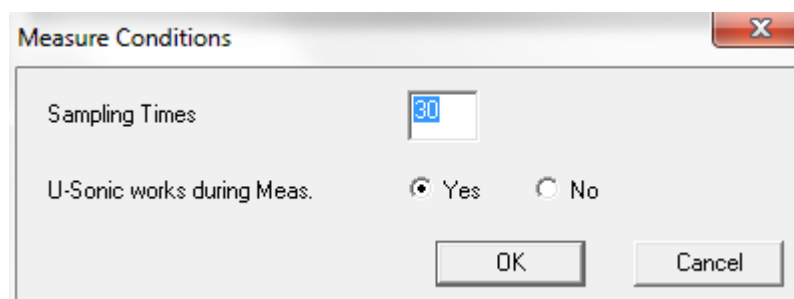 Measure Conditions
Sampling Times 30
U-Sonic works during Meas. Yes No
OK Cancel